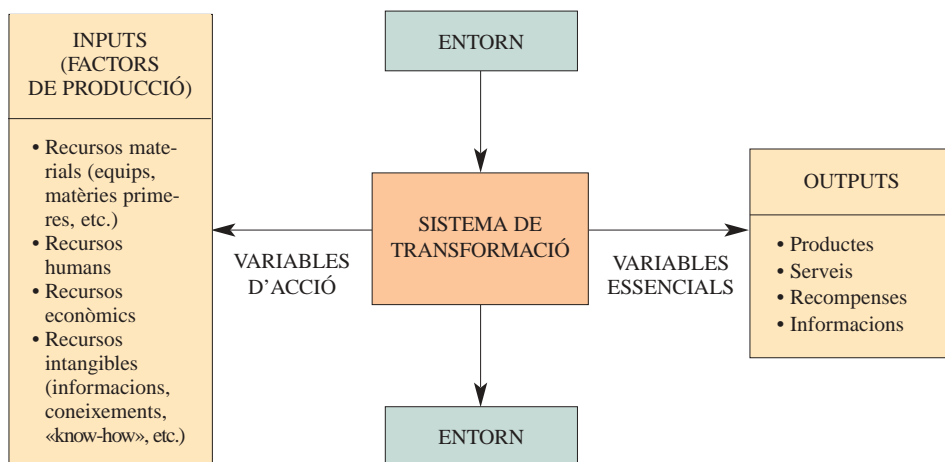 INPUTS
(FACTORS
DE PRODUCCIÓ)
• Recursos mate-
rials (equips,
matèries prime-
res, etc.)
• Recursos
humans
• Recursos
econòmics
• Recursos
intangibles
(informacions,
coneixements,
«know-how», etc.)
VARIABLES
D’ACCIÓ
ENTORN
SISTEMA DE
TRANSFORMACIÓ
ENTORN
VARIABLES
ESSENCIALS
OUTPUTS
• Productes
• Serveis
• Recompenses
• Informacions